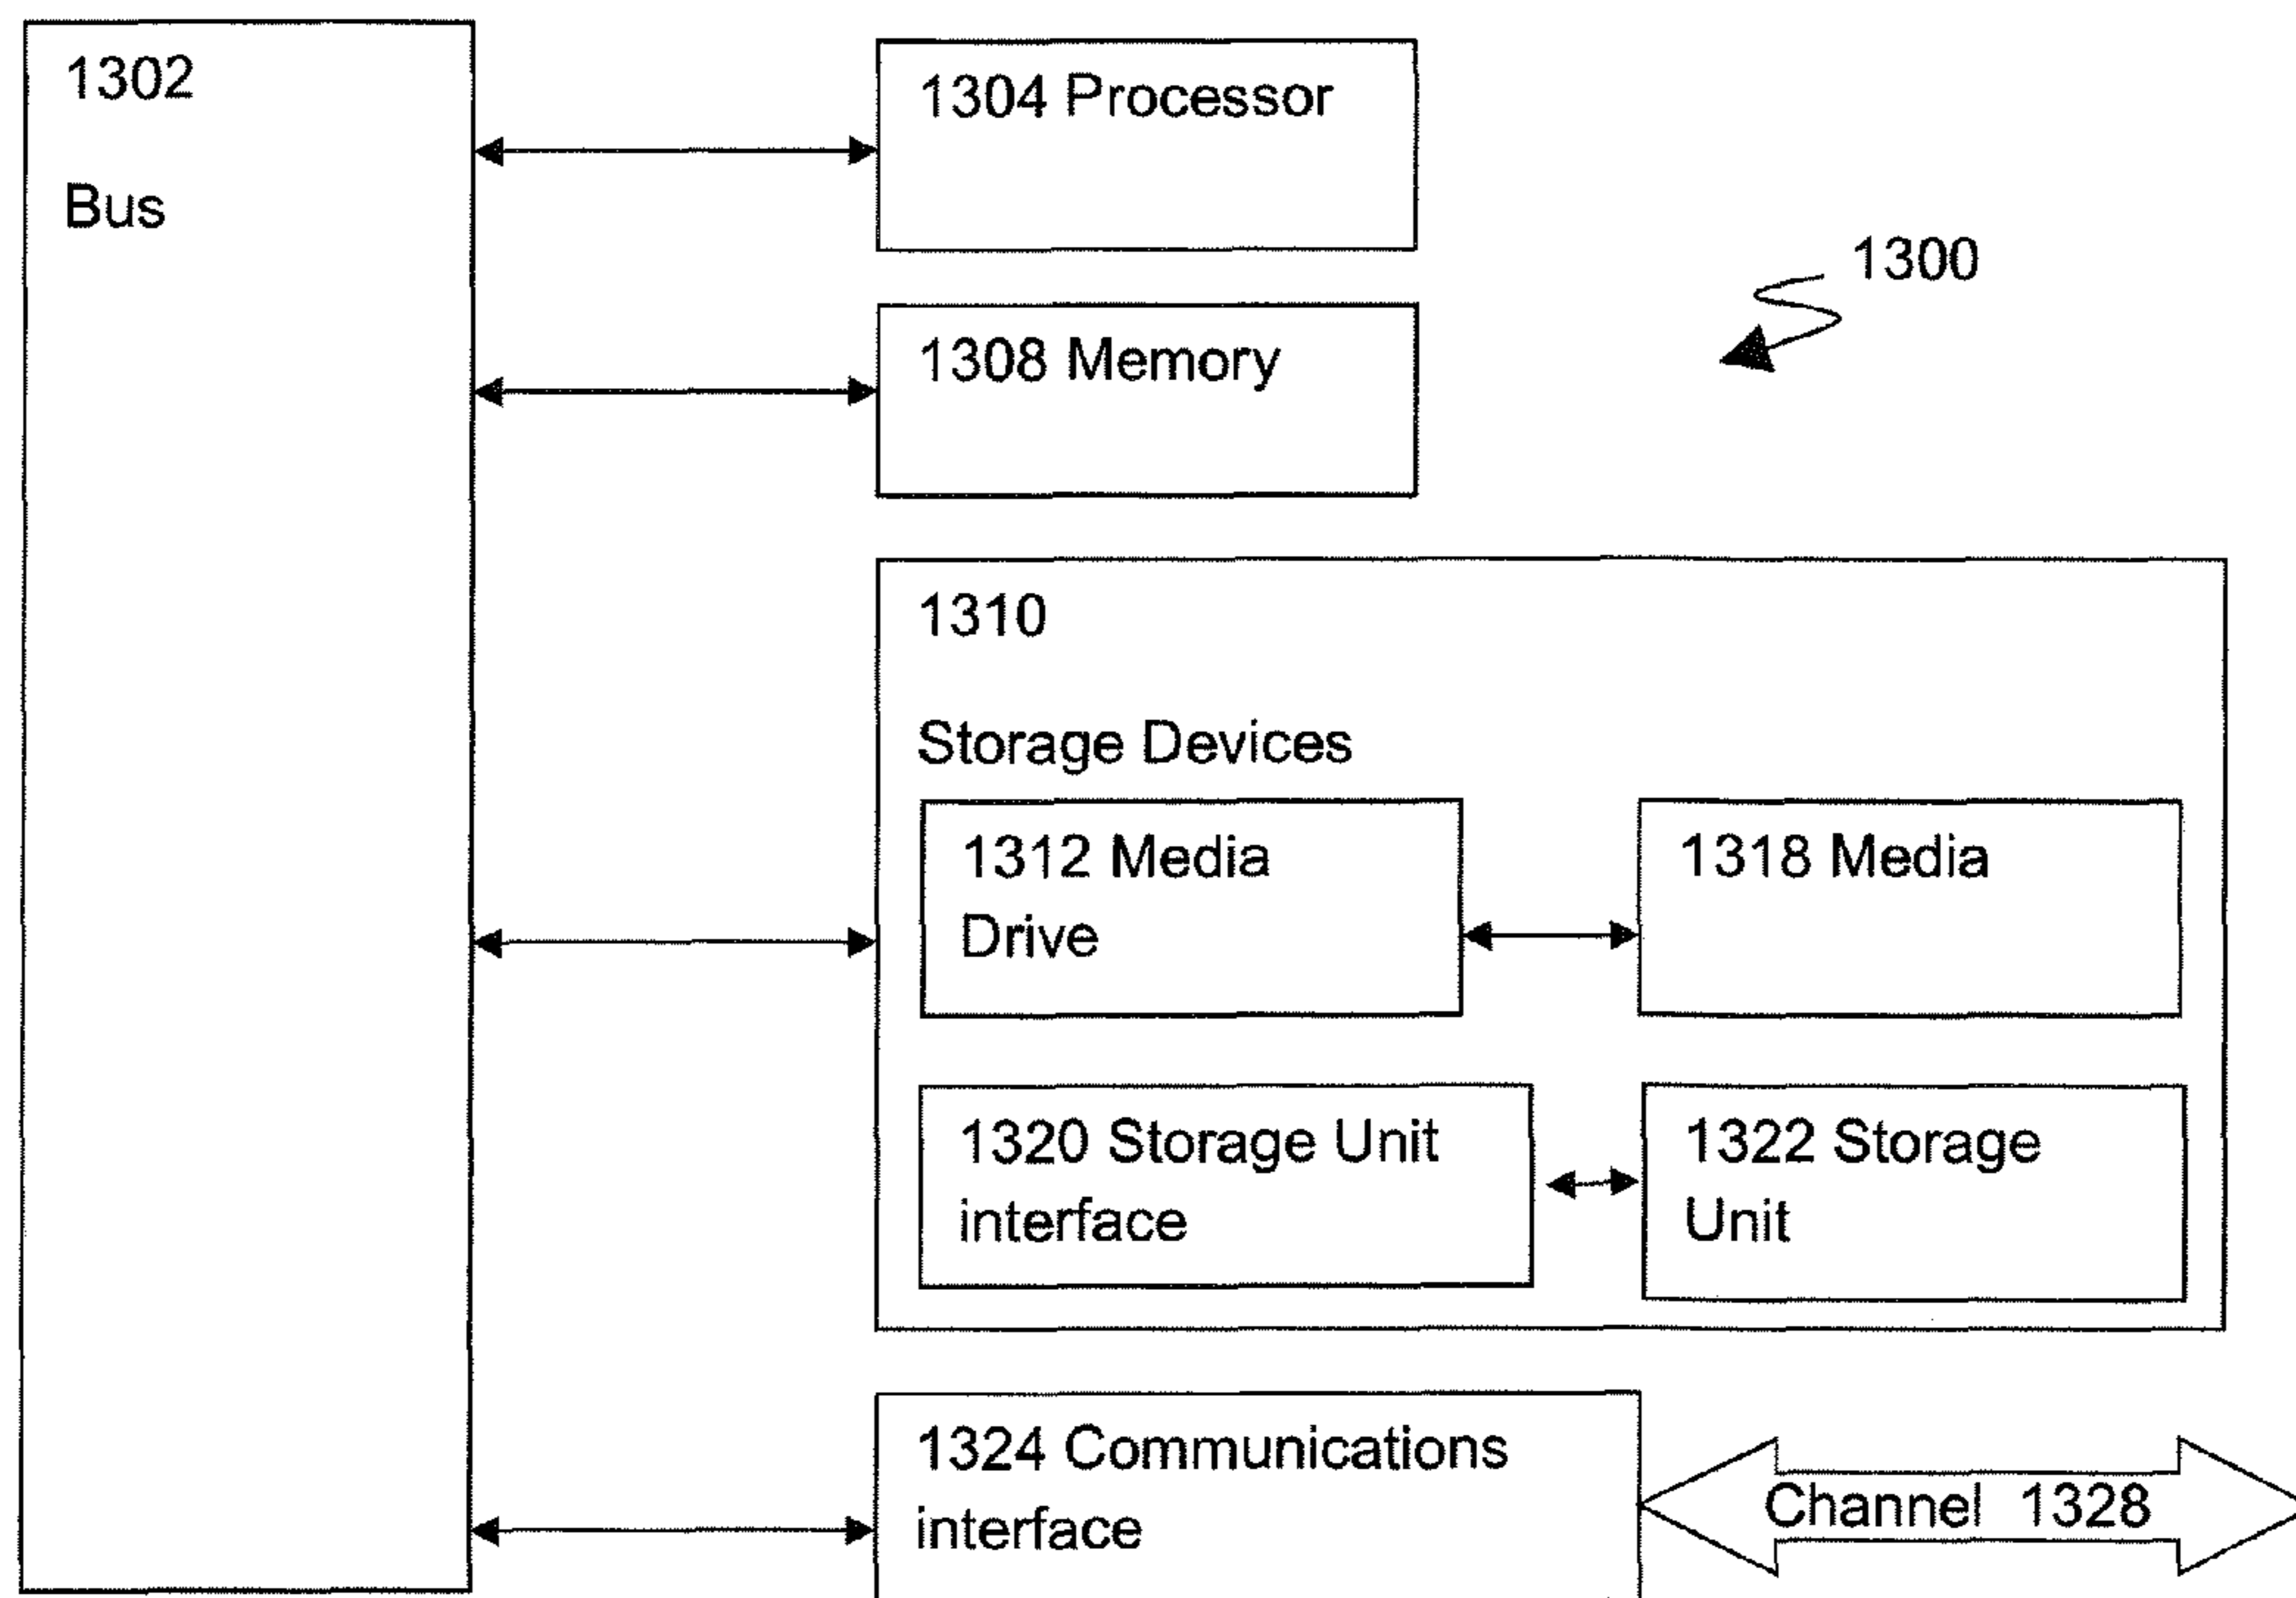 1302
Bus
1304 Processor
1300
1308 Memory
1310
Storage Devices
1312 Media
Drive
1318 Media
1320 Storage Unit
interface
1322 Storage
Unit
1324 Communications
interface
Channel 1328